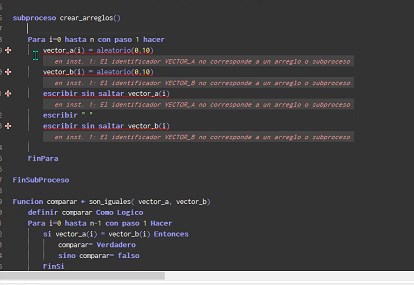 subproceso crear_arreglos()
Para i=0 hasta n con paso 1 hacer
vector_a(i) = aleatorio(0,10)
en inst. 1: El identificador VECTOR_A no corresponde a un arreglo o subproceso
vector_b(i) = aleatorio(0,10)
en inst. 1: El identificador VECTOR_B no corresponde a un arreglo o subproceso
escribir sin saltar vector_a(i)
en inst. 1: El identificador VECTOR_A no corresponde a un arreglo o subproceso
escribir " "
escribir sin saltar vector_b(i)
en inst. 1: El identificador VECTOR_B no corresponde a un arreglo o subproceso
FinPara
FinSubProceso
Funcion comparar + son_iguales( vector_a, vector_b)
definir comparar Como Logico
Para i=0 hasta n-1 con paso 1 Hacer
si vector_a(i) = vector_b(i) Entonces
comparar= Verdadero
sino comparar= falso
FinSi